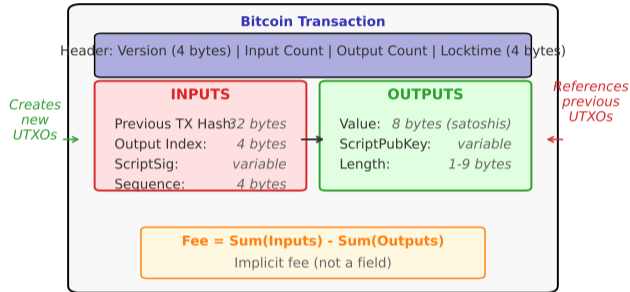 Bitcoin Transaction
Header: Version (4 bytes) | Input Count | Output Count | Locktime (4 bytes)
INPUTS
Previous TX Hash: 32 bytes
Output Index: 4 bytes
ScriptSig: variable
Sequence: 4 bytes
OUTPUTS
Value: 8 bytes (satoshis)
ScriptPubKey: variable
Length: 1-9 bytes
Creates
new
UTXOs
References
previous
UTXOs
Fee = Sum(Inputs) - Sum(Outputs)
Implicit fee (not a field)